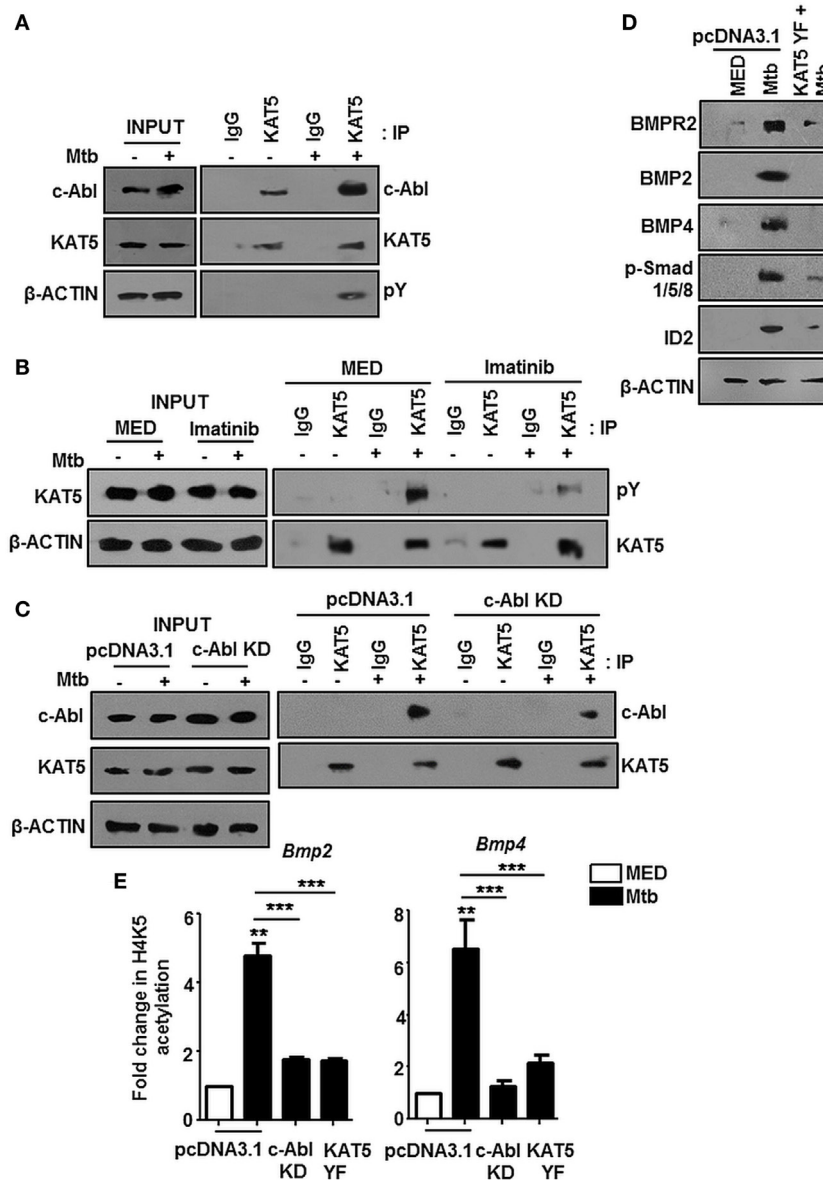 A
INPUT
IgG
KAT5
IgG
KAT5
: IP
Mtb
-
+
-
-
+
+
c-Abl
c-Abl
KAT5
KAT5
β-ACTIN
pY
D
pcDNA3.1
KAT5 YF +
MED
Mtb
Mtb
BMPR2
BMP2
BMP4
p-Smad
1/5/8
ID2
β-ACTIN
B
MED
Imatinib
INPUT
MED
Imatinib
IgG
KAT5
IgG
KAT5
IgG
KAT5
IgG
KAT5
: IP
Mtb
-
+
-
+
-
-
+
+
-
-
+
+
KAT5
pY
β-ACTIN
KAT5
C
pcDNA3.1
c-Abl KD
INPUT
pcDNA3.1
c-Abl KD
IgG
KAT5
IgG
KAT5
IgG
KAT5
IgG
KAT5
: IP
Mtb
-
+
-
+
-
-
+
+
-
-
+
+
c-Abl
c-Abl
KAT5
KAT5
β-ACTIN
E
Bmp2
Bmp4
MED
Mtb
Fold change in H4K5
acetylation
6
4
2
0
***
***
**
8
6
4
2
0
***
***
**
pcDNA3.1
c-Abl
KD
KAT5
YF
pcDNA3.1
c-Abl
KD
KAT5
YF